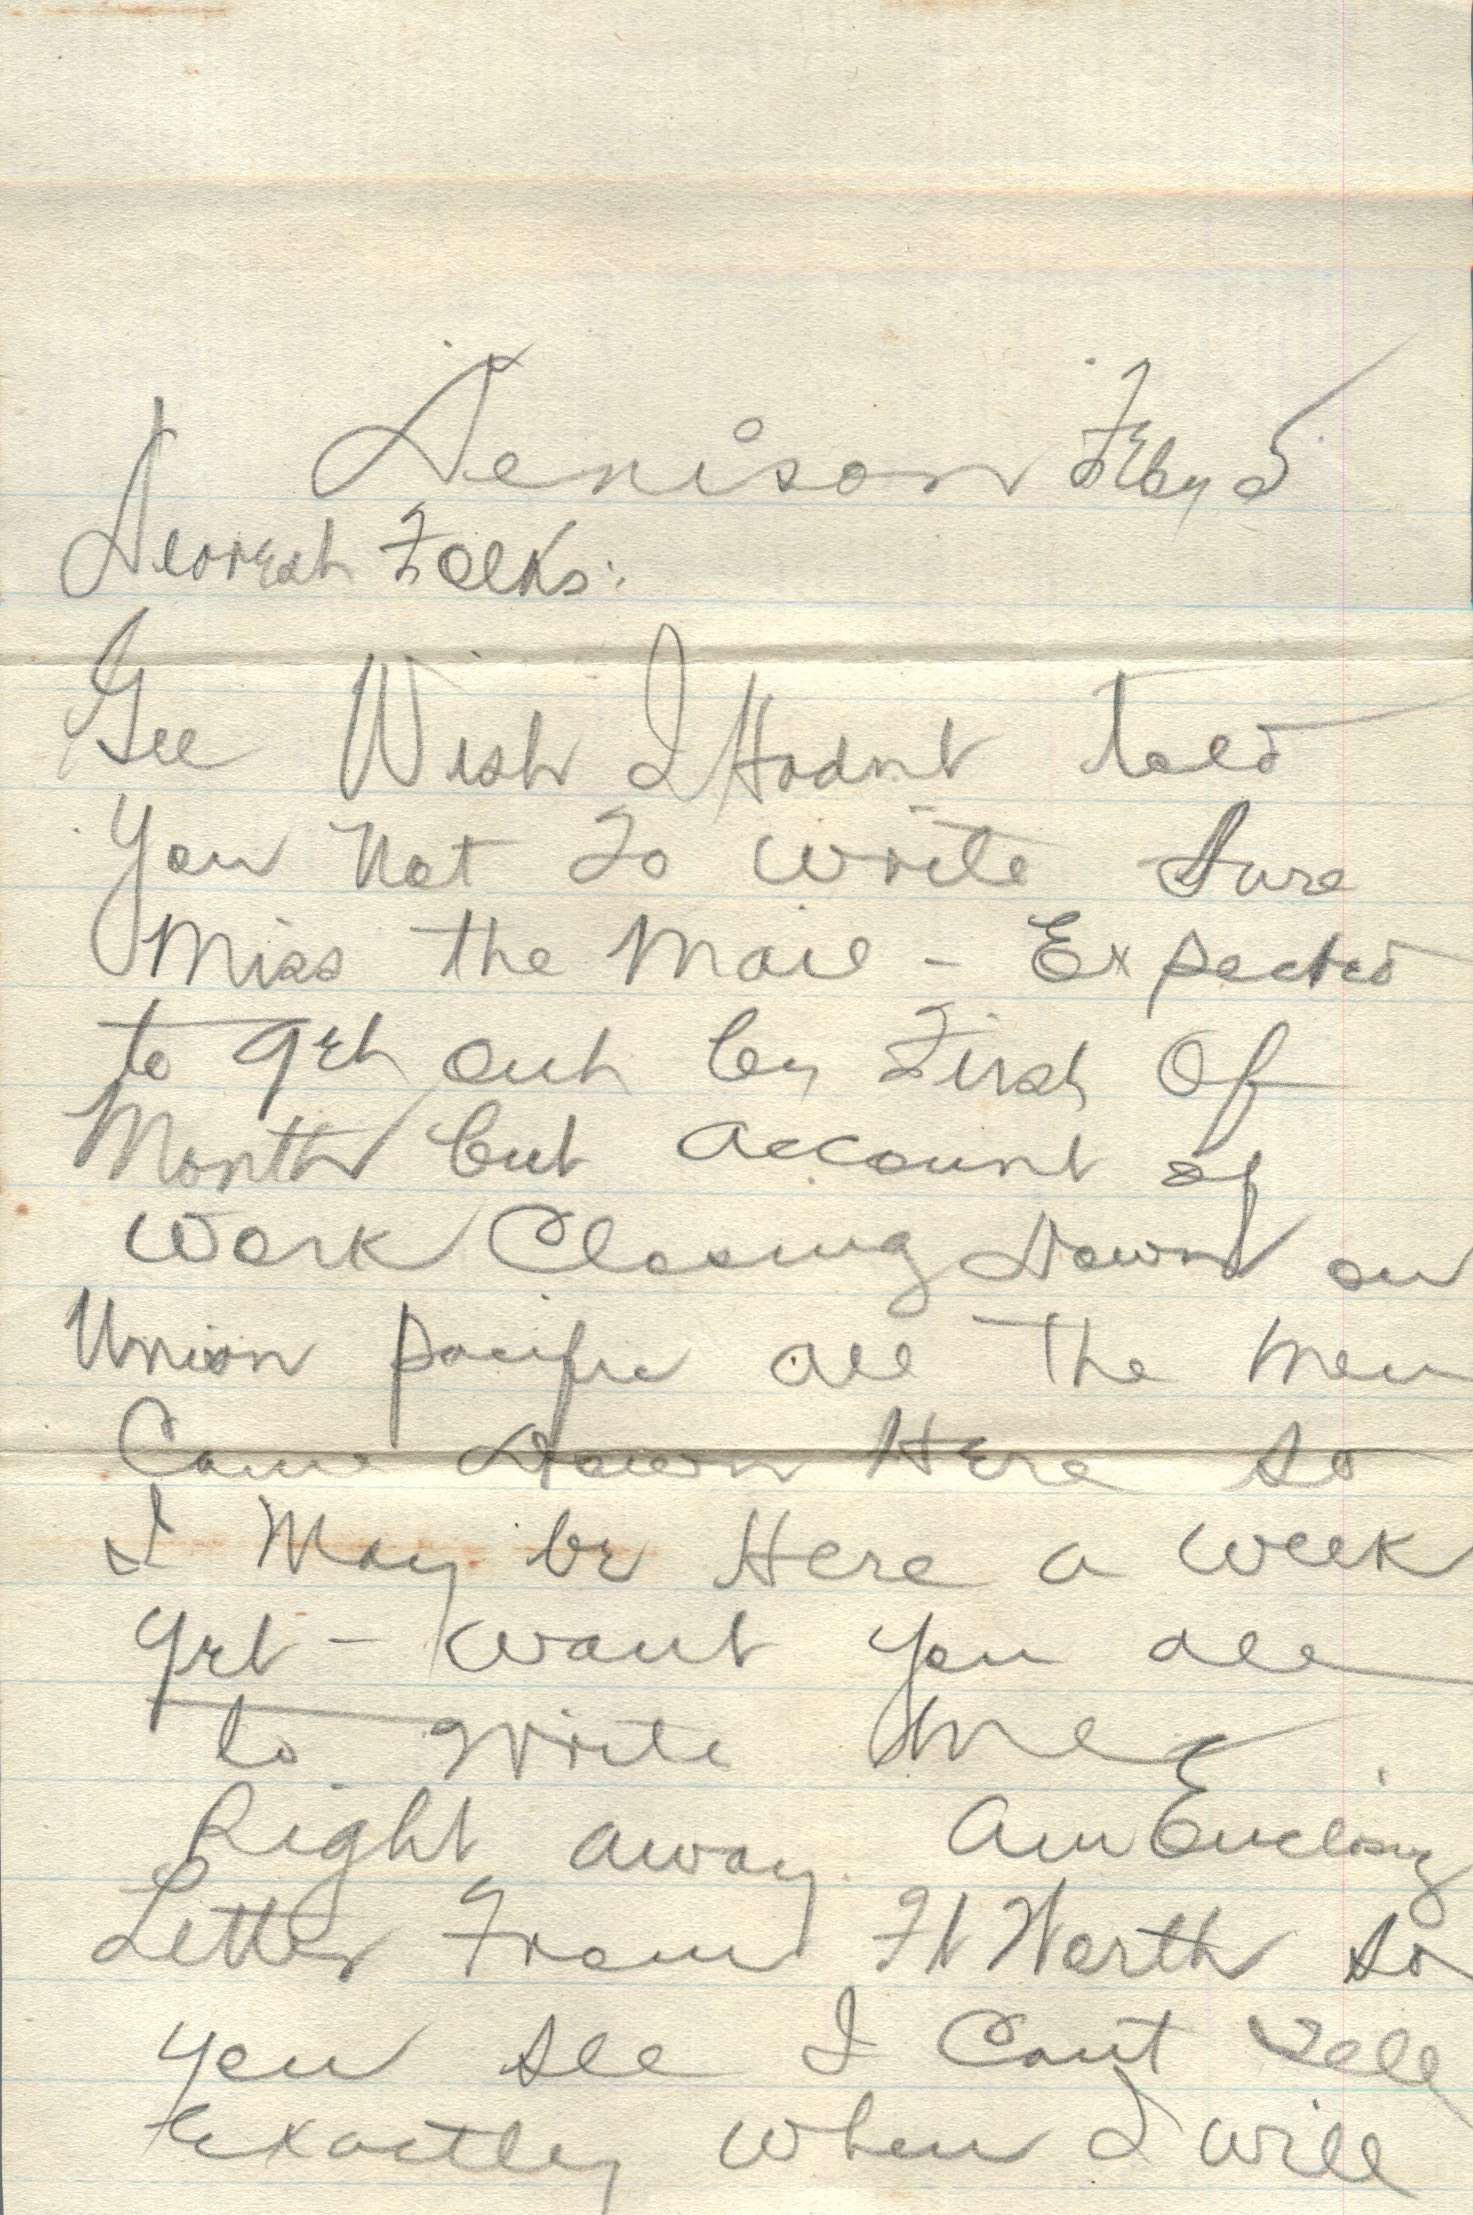 Denison Feby 5
Dearest Folks:
Gee Wish I Hadnt told
You Not To write Sure
Miss the Mail - Expected
to get out by First Of
Month but account of
Work Closing Down on
Union pacific all the Men
Came Down Here so
I May be Here a week
yet - want you all
to write Me
Right away. Am Enclosing
Letter From Ft Worth so
you see I Cant Tell
Exactly when I will